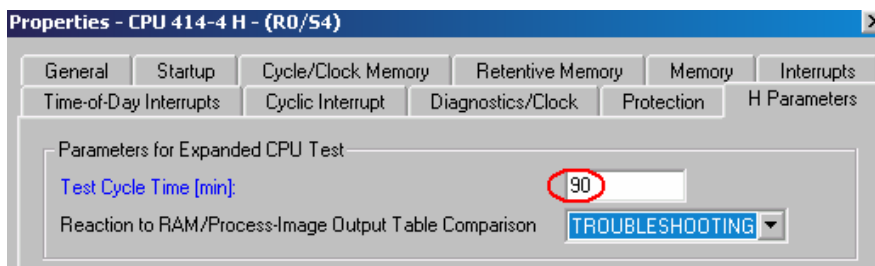 Properties - CPU 414-4 H - (R0/S4)
General Startup Cycle/Clock Memory Retentive Memory Memory Interrupts
Time-of-Day Interrupts Cyclic Interrupt Diagnostics/Clock Protection H Parameters
Parameters for Expanded CPU Test
Test Cycle Time [min]: 90
Reaction to RAM/Process-Image Output Table Comparison TROUBLESHOOTING